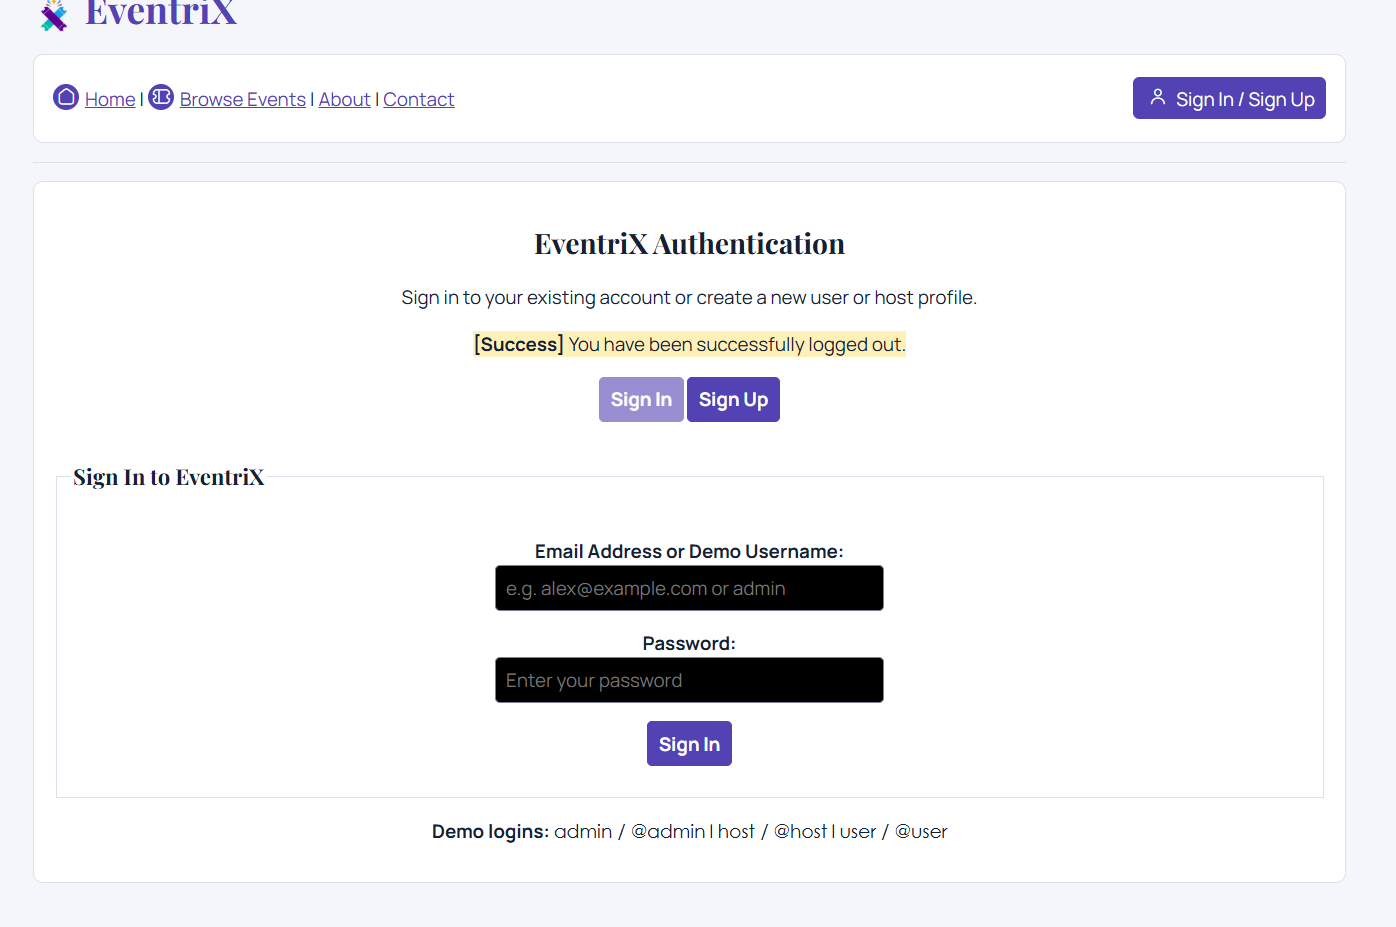 EventriX
Home | Browse Events | About | Contact
Sign In / Sign Up
EventriX Authentication
Sign in to your existing account or create a new user or host profile.
[Success] You have been successfully logged out.
Sign In Sign Up
Sign In to EventriX
Email Address or Demo Username:
e.g. alex@example.com or admin
Password:
Enter your password
Sign In
Demo logins: admin / @admin | host / @host | user / @user